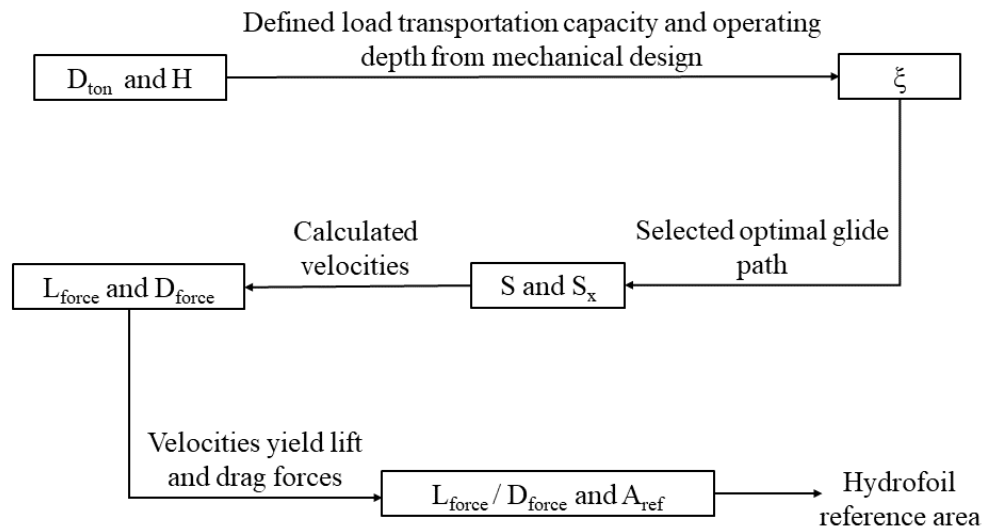 Defined load transportation capacity and operating
depth from mechanical design
D_ton and H
ξ
Selected optimal glide
path
Calculated
velocities
S and S_x
L_force and D_force
Velocities yield lift
and drag forces
L_force / D_force and A_ref
Hydrofoil
reference area